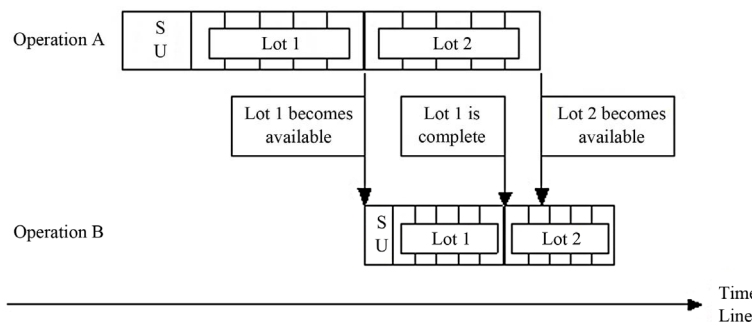 Operation A
S
U
Lot 1
Lot 2
Lot 1 becomes
available
Lot 1 is
complete
Lot 2 becomes
available
Operation B
S
U
Lot 1
Lot 2
Time
Line